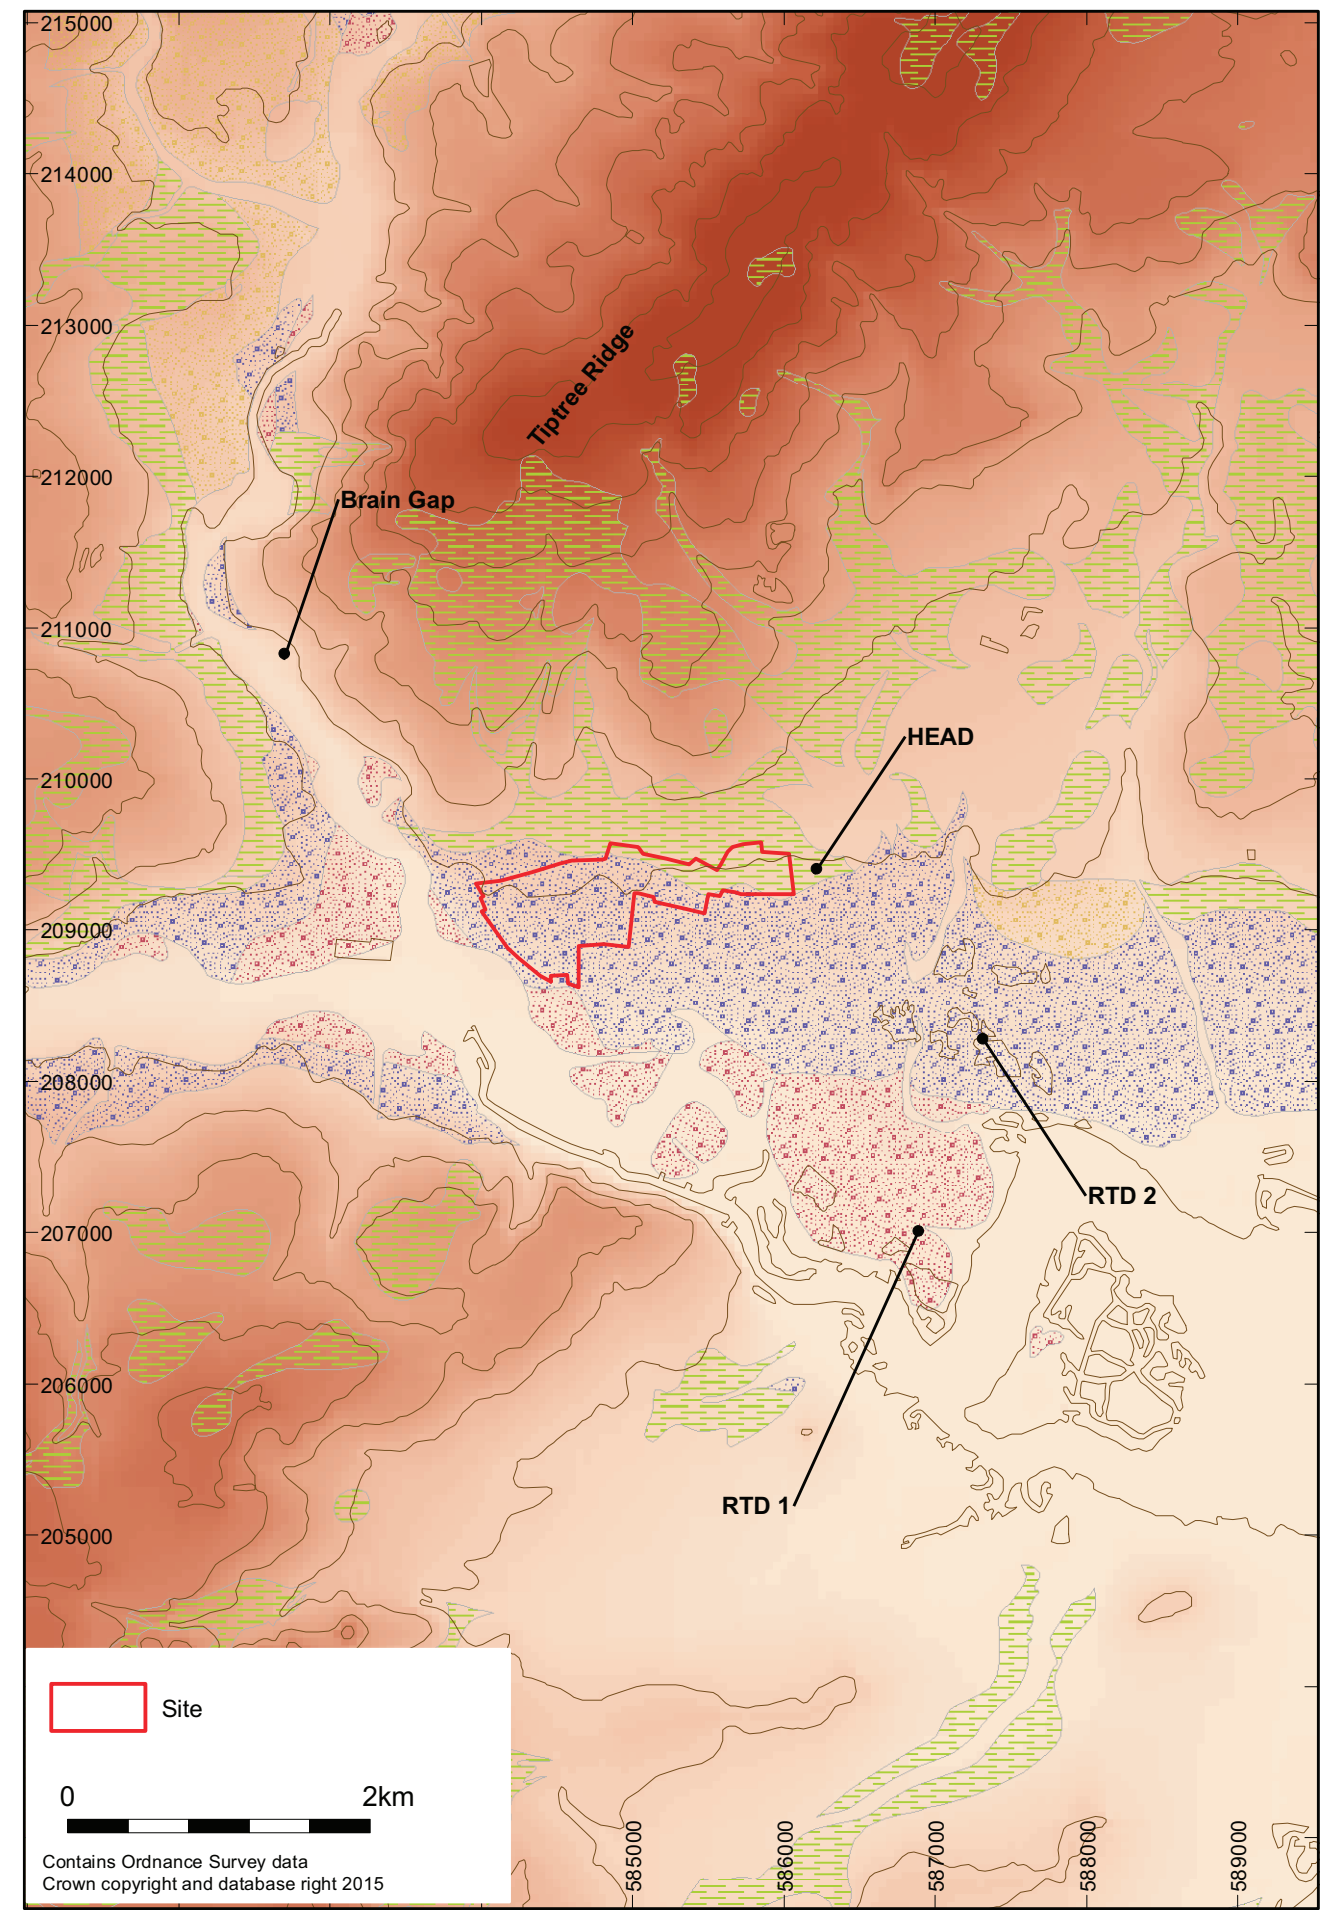 215000
214000
213000
Tiptree Ridge
212000
Brain Gap
211000
HEAD
210000
209000
208000
RTD 2
207000
206000
RTD 1
205000
Site
0 2km
Contains Ordnance Survey data
Crown copyright and database right 2015
585000
586000
587000
588000
589000